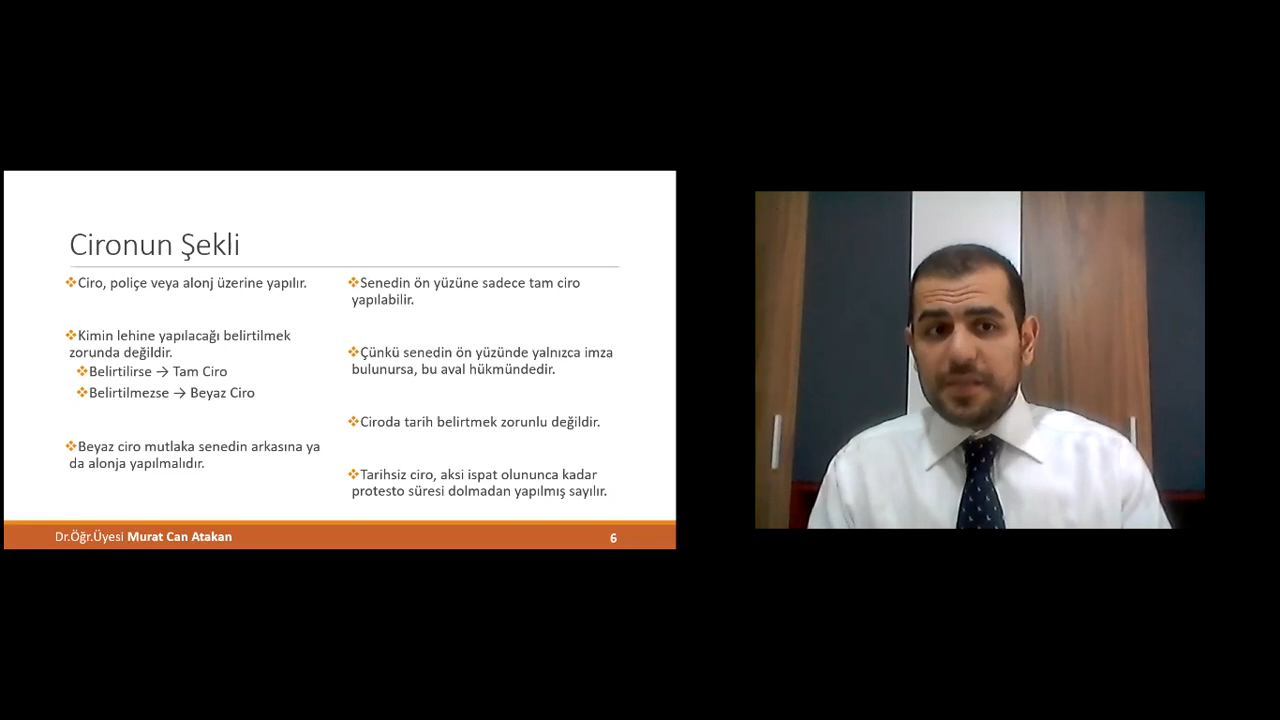 Cironun Şekli
❖Ciro, poliçe veya alonj üzerine yapılır.
❖Kimin lehine yapılacağı belirtilmek
zorunda değildir.
❖Belirtilirse → Tam Ciro
❖Belirtilmezse → Beyaz Ciro
❖Beyaz ciro mutlaka senedin arkasına ya
da alonja yapılmalıdır.
❖Senedin ön yüzüne sadece tam ciro
yapılabilir.
❖Çünkü senedin ön yüzünde yalnızca imza
bulunursa, bu aval hükmündedir.
❖Ciroda tarih belirtmek zorunlu değildir.
❖Tarihsiz ciro, aksi ispat olununca kadar
protesto süresi dolmadan yapılmış sayılır.
Dr.Öğr.Üyesi Murat Can Atakan
6